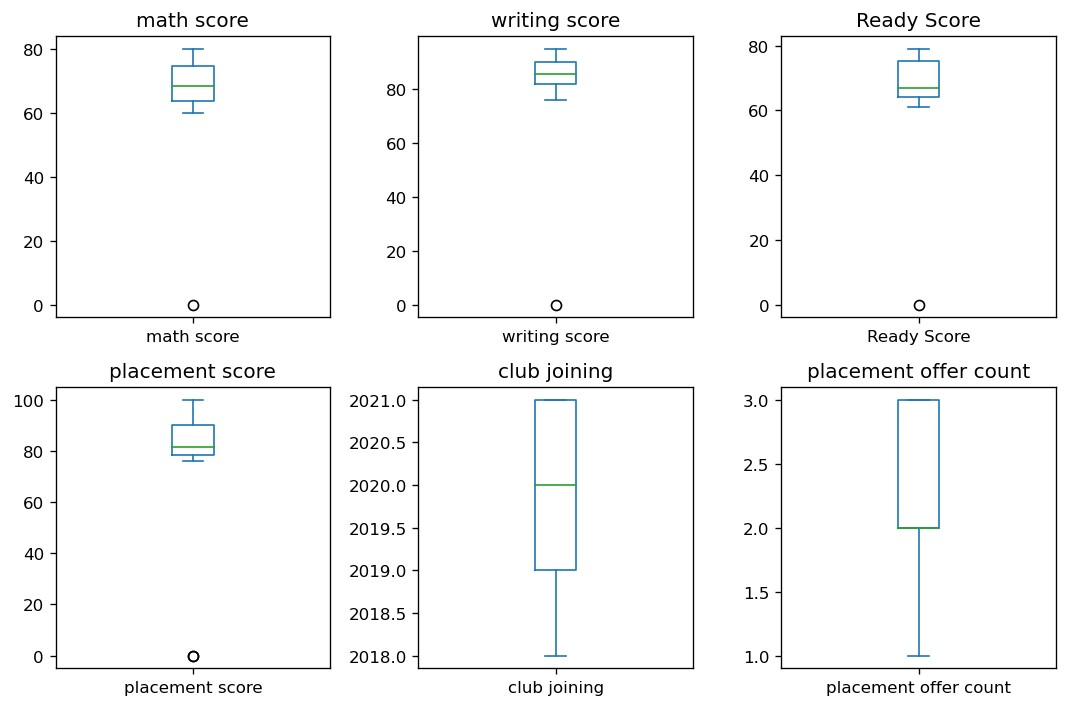 math score
writing score
Ready Score
80
60
40
20
0
80
60
40
20
0
80
60
40
20
0
math score
writing score
Ready Score
placement score
club joining
placement offer count
100
80
60
40
20
0
2021.0
2020.5
2020.0
2019.5
2019.0
2018.5
2018.0
3.0
2.5
2.0
1.5
1.0
placement score
club joining
placement offer count